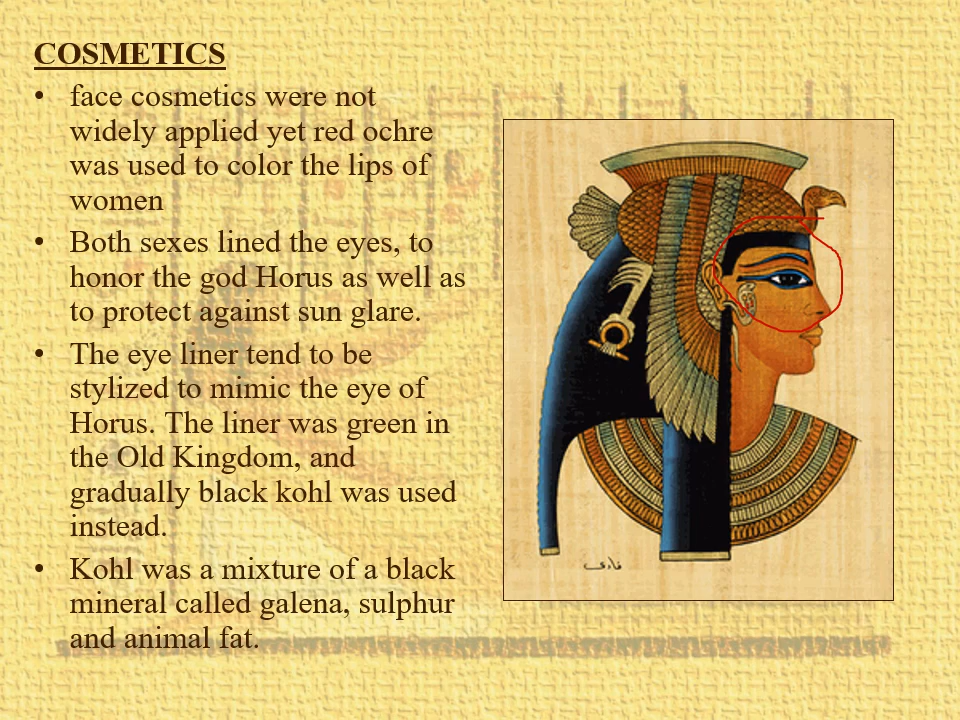 COSMETICS
• face cosmetics were not
widely applied yet red ochre
was used to color the lips of
women
• Both sexes lined the eyes, to
honor the god Horus as well as
to protect against sun glare.
• The eye liner tend to be
stylized to mimic the eye of
Horus. The liner was green in
the Old Kingdom, and
gradually black kohl was used
instead.
• Kohl was a mixture of a black
mineral called galena, sulphur
and animal fat.